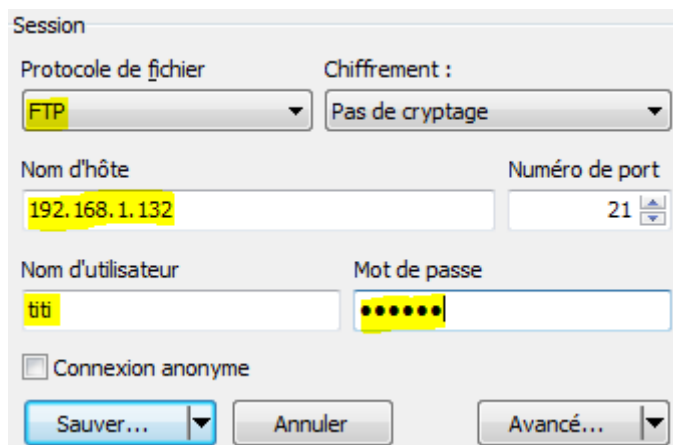 Session
Protocole de fichier Chiffrement :
FTP Pas de cryptage
Nom d'hôte Numéro de port
192.168.1.132 21
Nom d'utilisateur Mot de passe
titi ●●●●●●
Connexion anonyme
Sauver... Annuler Avancé...